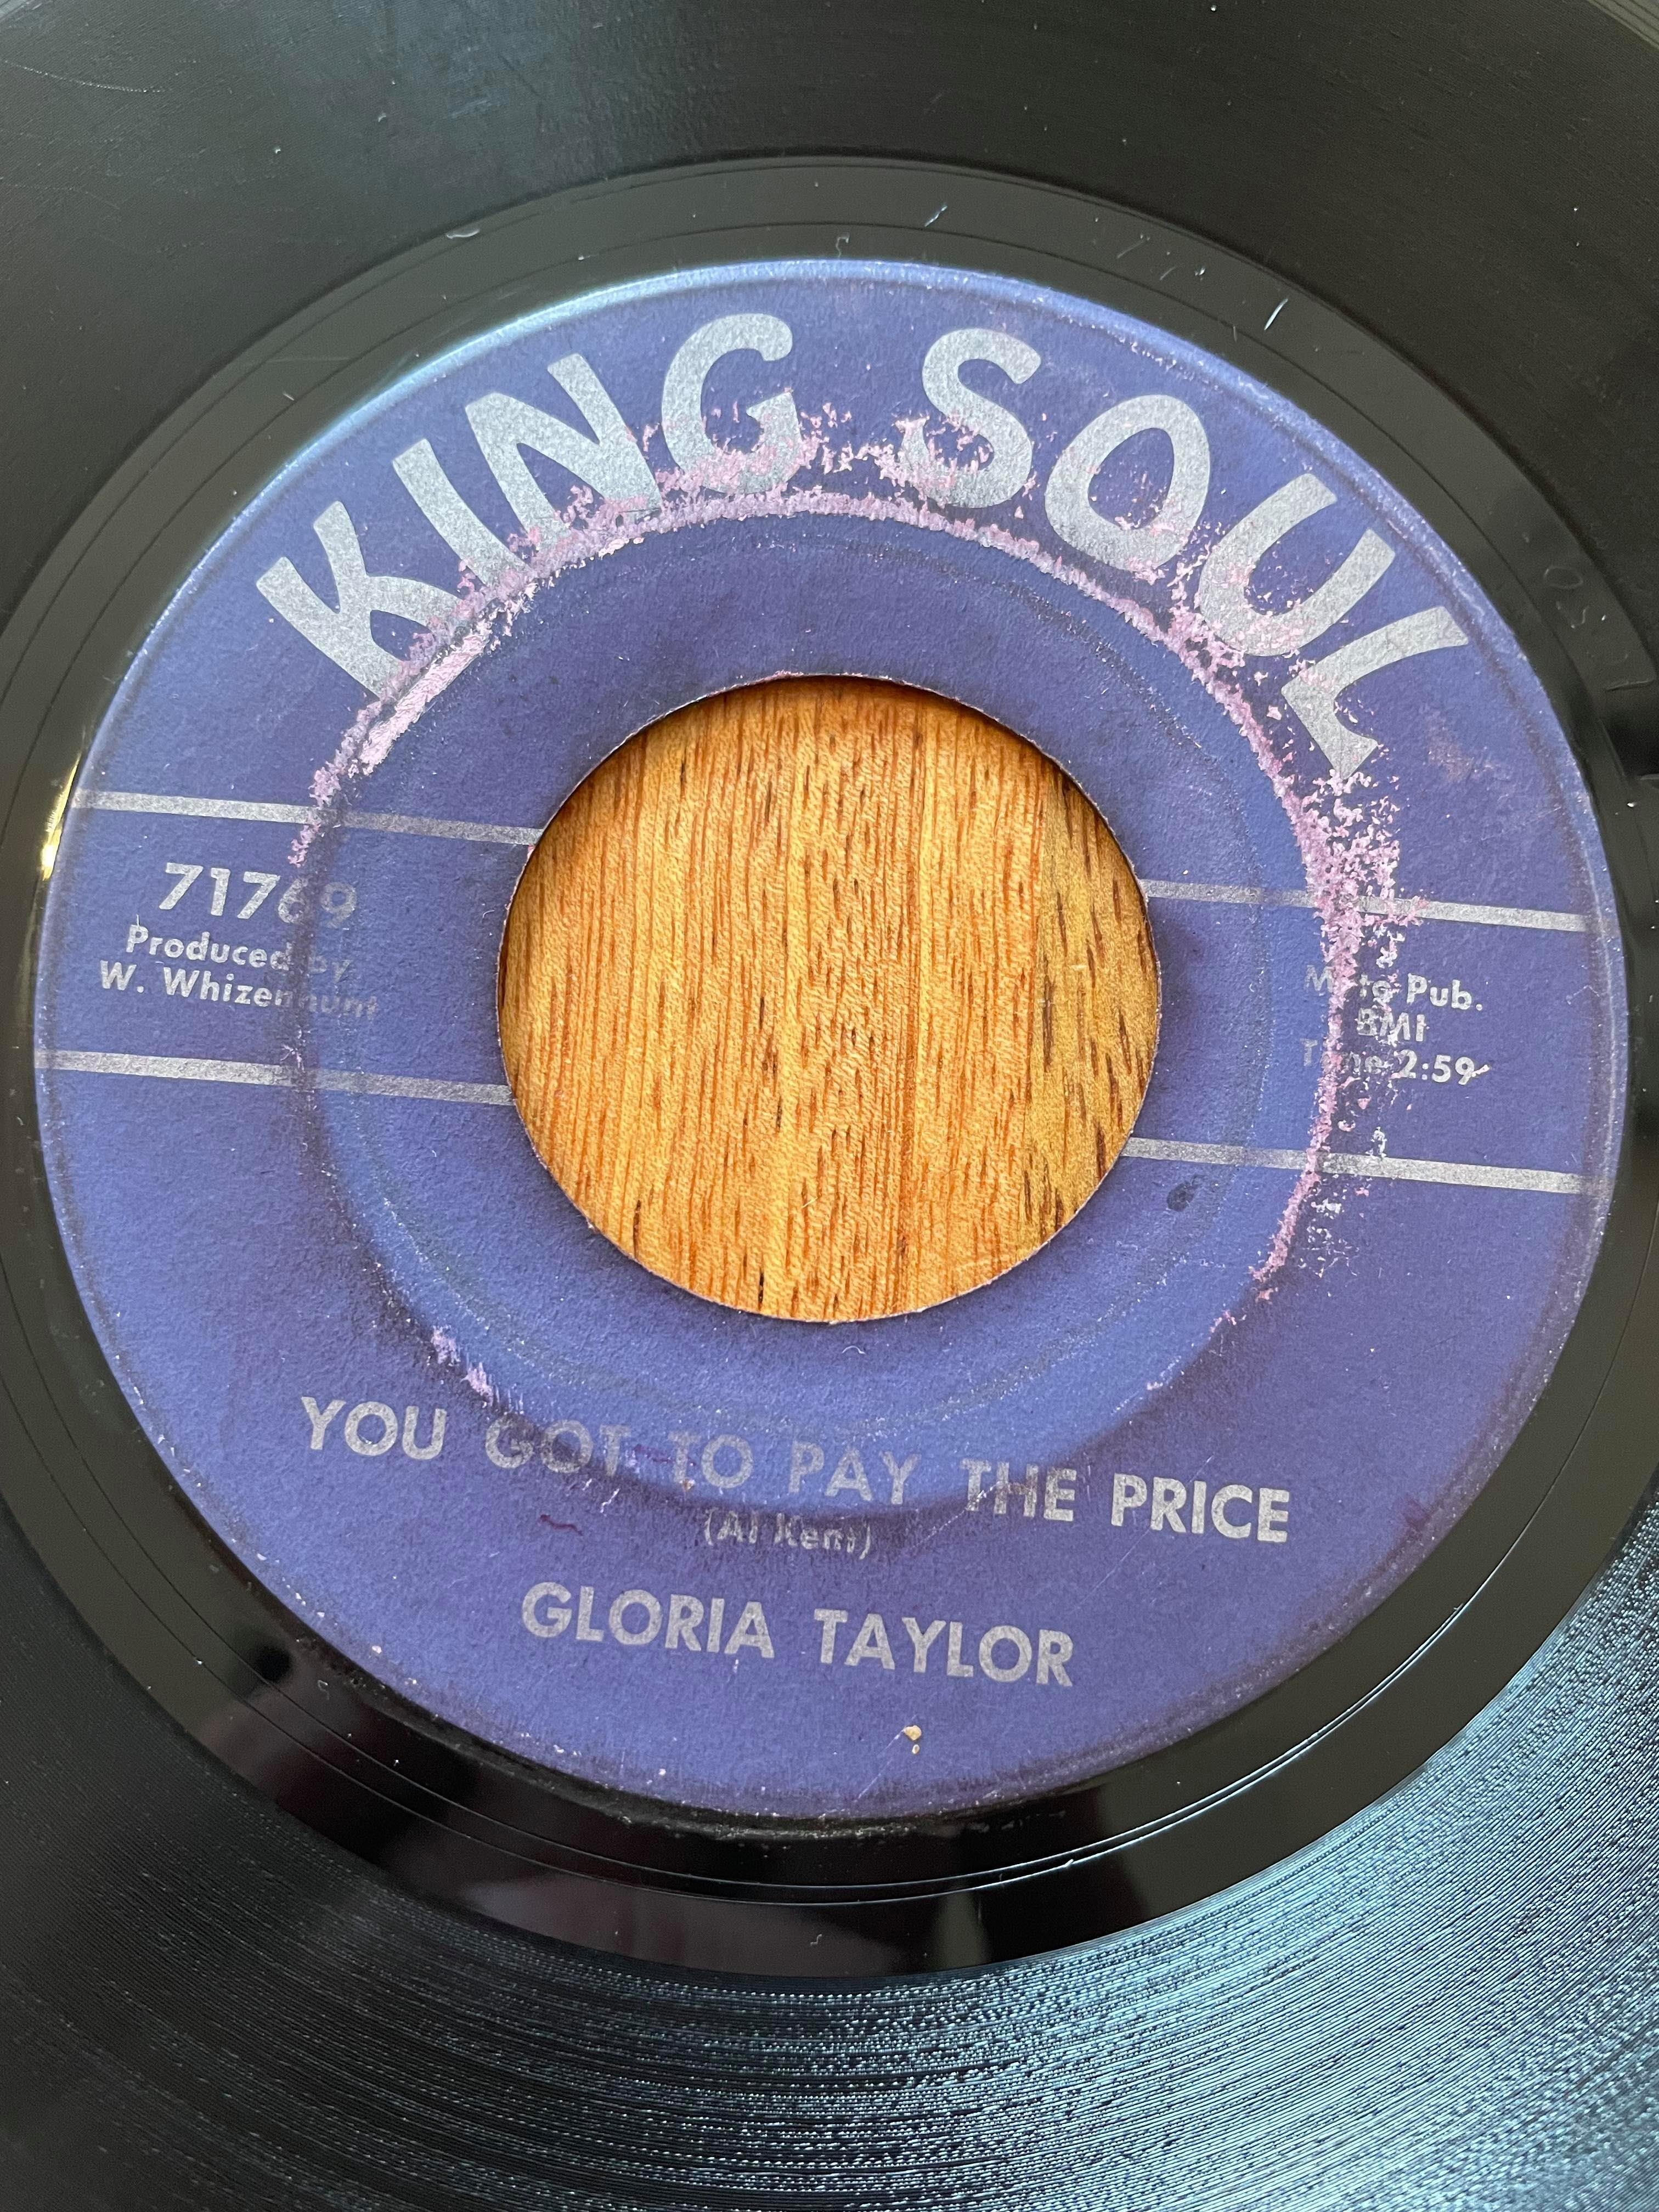 KING SOUL
71769
Produced by
W. Whizenhunt
Pub.
BMI
Time 2:59
YOU GOT TO PAY THE PRICE
(Al Kent)
GLORIA TAYLOR